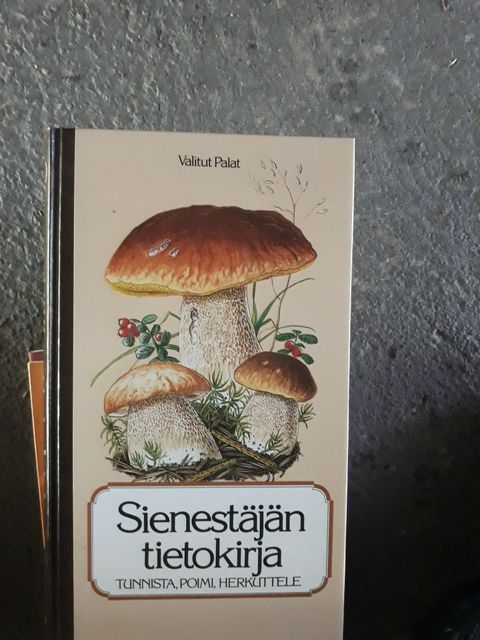 Valitut Palat
Sienestäjän
tietokirja
TUNNISTA, POIMI, HERKUTTELE